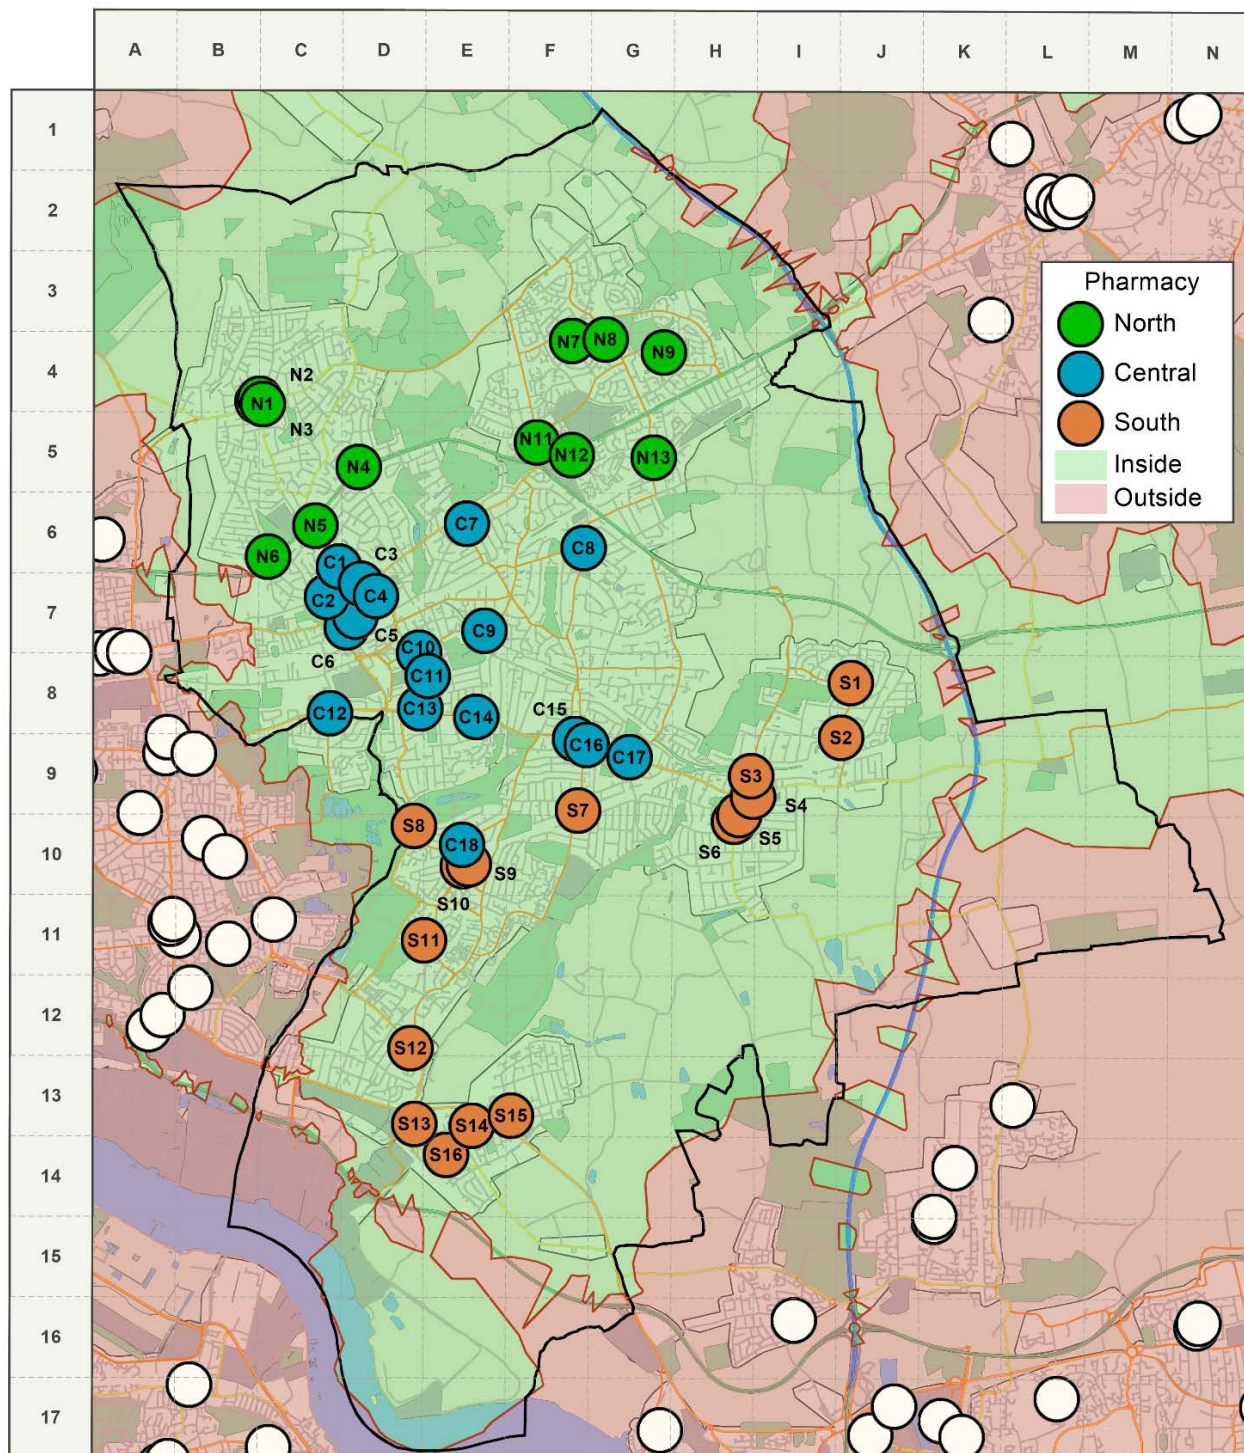 A B C D E F G H I J K L M N
1
2
3
Pharmacy
North
Central
South
Inside
Outside
4
N7 N8 N9
N2
N1
N3
5
N11 N12 N13
N4
6
N5 C7 C8
N6 C1 C3
7
C2 C4
C5 C9
C6 C10
8
C11 S1
C12 C13 C14 C15 S2
9
C16 C17 S3
S4
S7
10
S8 S5
S6
C18
S9
S10
11
S11
12
S12
13
S13 S14 S15
14
S16
15
16
17